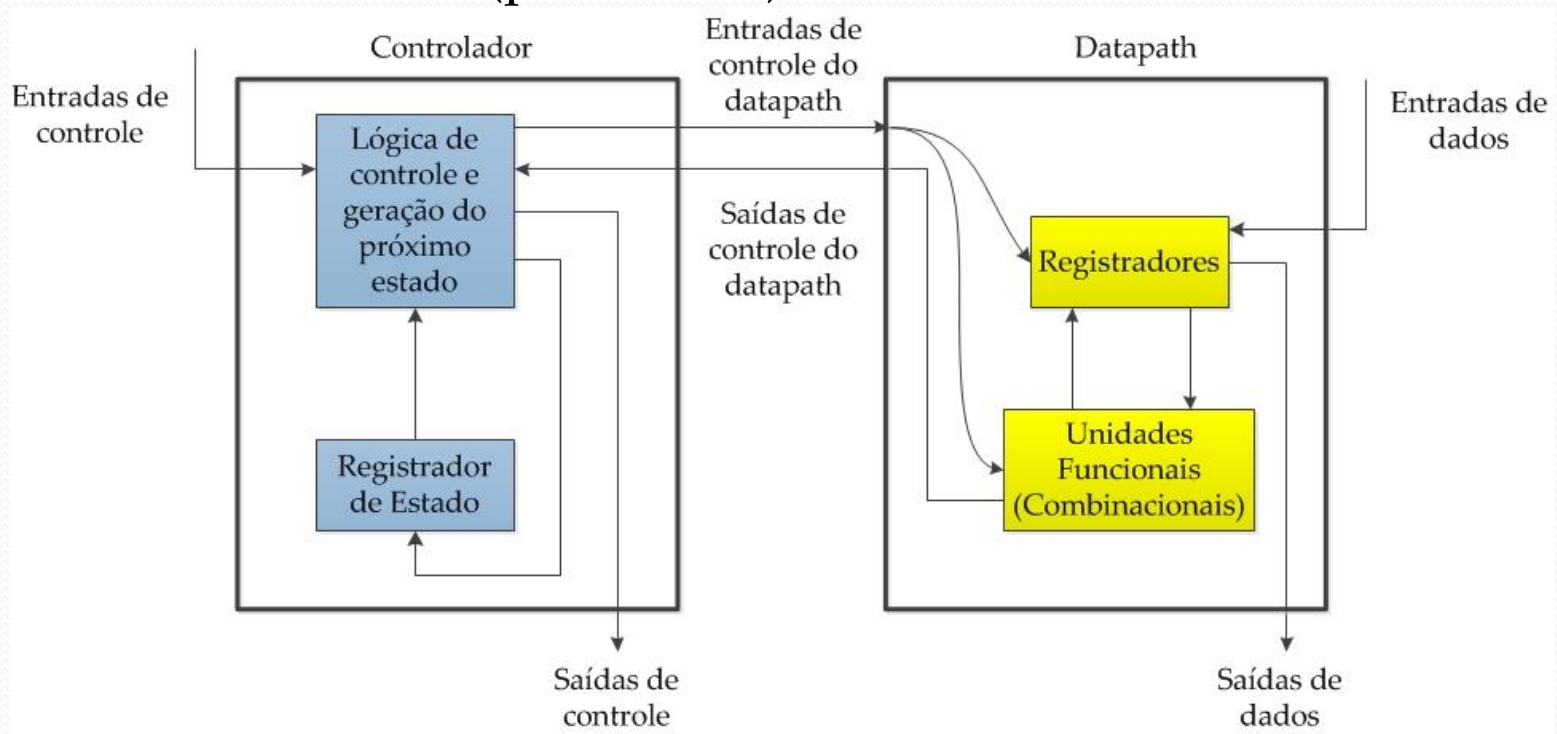 Controlador
Entradas de
controle do
datapath
Datapath
Entradas de
controle
Entradas de
dados
Lógica de
controle e
geração do
próximo
estado
Saídas de
controle do
datapath
Registradores
Registrador
de Estado
Unidades
Funcionais
(Combinacionais)
Saídas de
controle
Saídas de
dados